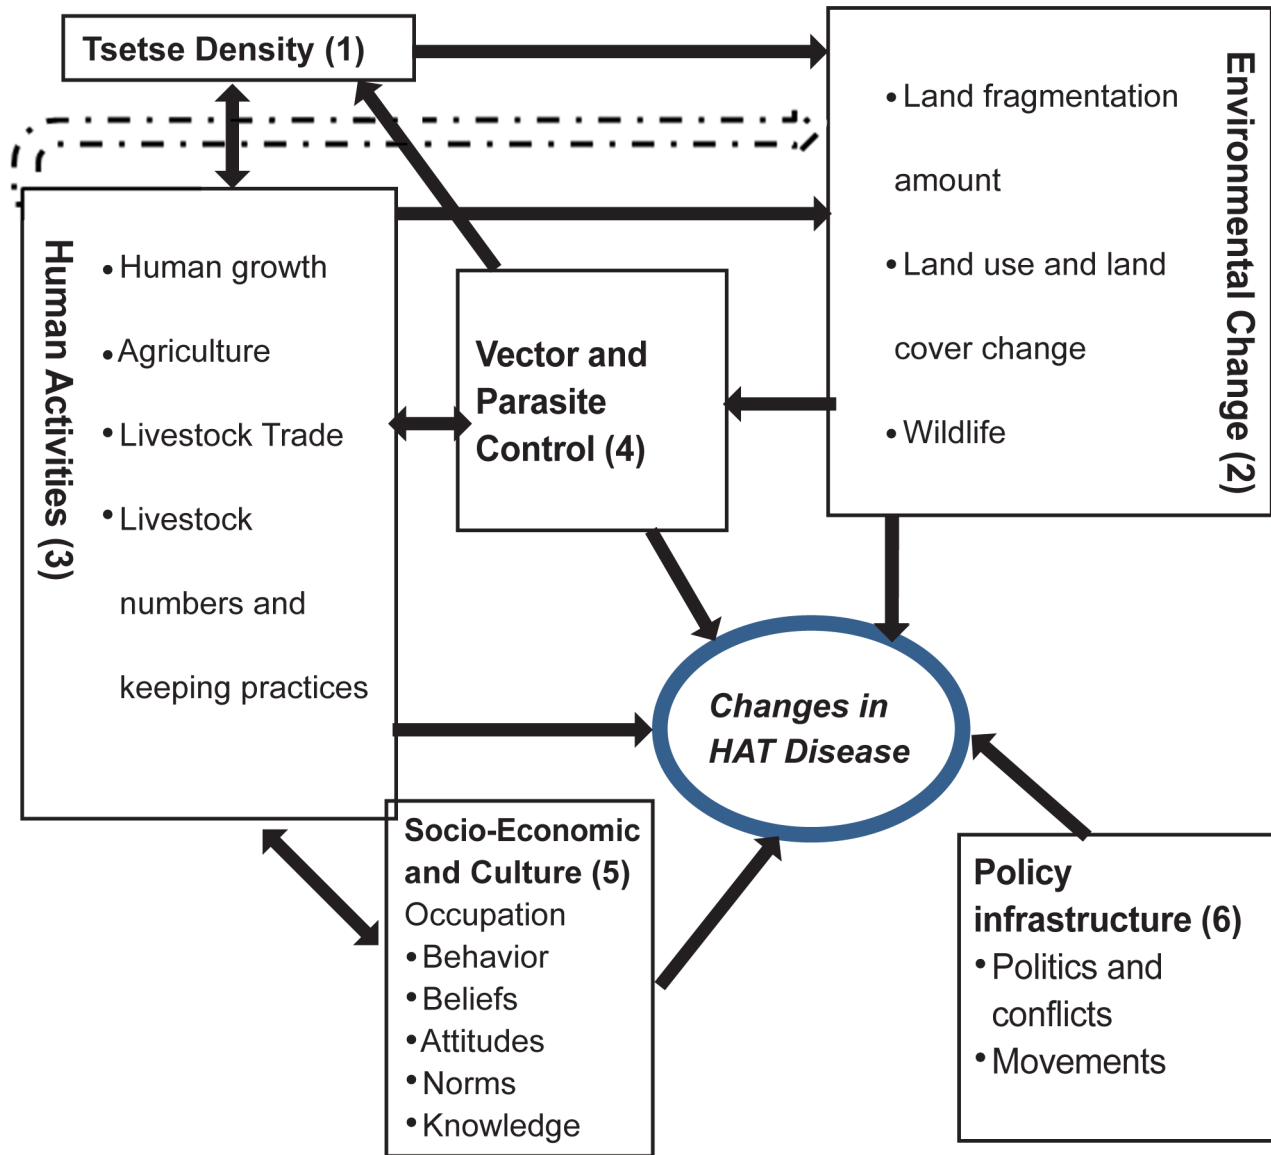 Tsetse Density (1)
Environmental Change (2)
• Land fragmentation
amount
• Land use and land
cover change
• Wildlife
Human Activities (3)
• Human growth
• Agriculture
• Livestock Trade
• Livestock
numbers and
keeping practices
Vector and
Parasite
Control (4)
Changes in
HAT Disease
Socio-Economic
and Culture (5)
Occupation
• Behavior
• Beliefs
• Attitudes
• Norms
• Knowledge
Policy
infrastructure (6)
• Politics and
conflicts
• Movements